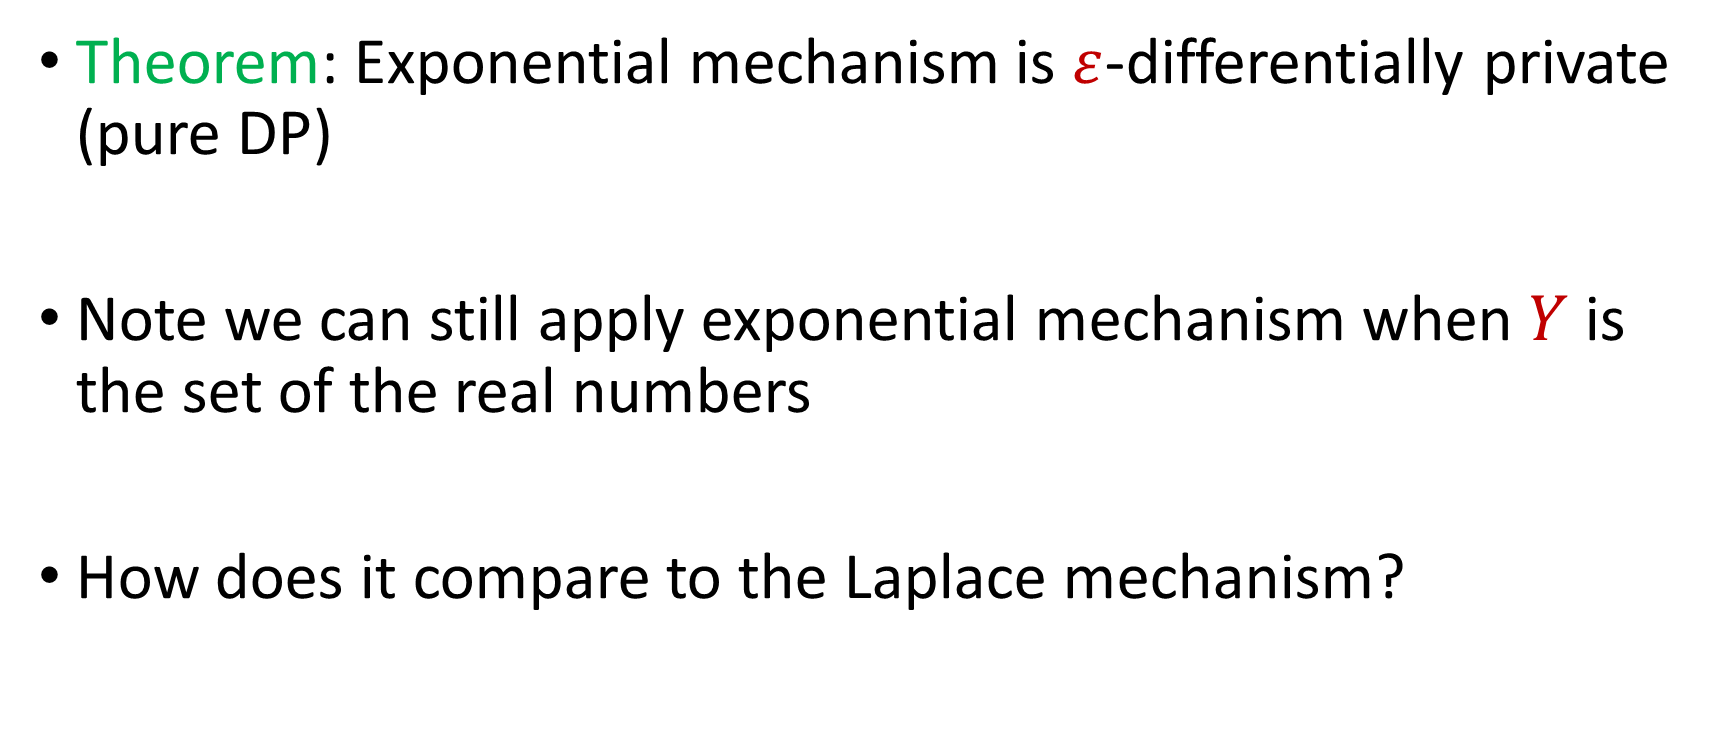 • Theorem: Exponential mechanism is ε-differentially private
(pure DP)
• Note we can still apply exponential mechanism when Y is
the set of the real numbers
• How does it compare to the Laplace mechanism?